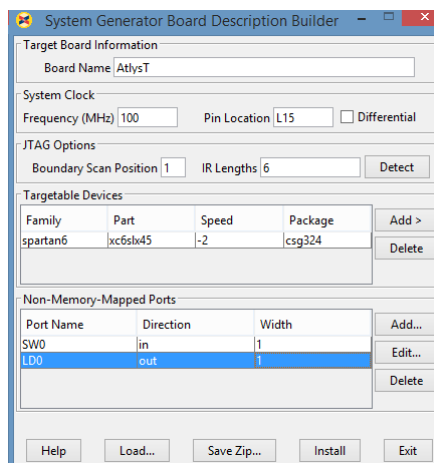 System Generator Board Description Builder
Target Board Information
Board Name AtlysT
System Clock
Frequency (MHz) 100 Pin Location L15 Differential
JTAG Options
Boundary Scan Position 1 IR Lengths 6 Detect
Targetable Devices
Family Part Speed Package Add >
spartan6 xc6slx45 -2 csg324
Delete
Non-Memory-Mapped Ports
Port Name Direction Width Add...
SW0 in 1
Edit...
LD0 out 1
Delete
Help Load... Save Zip... Install Exit